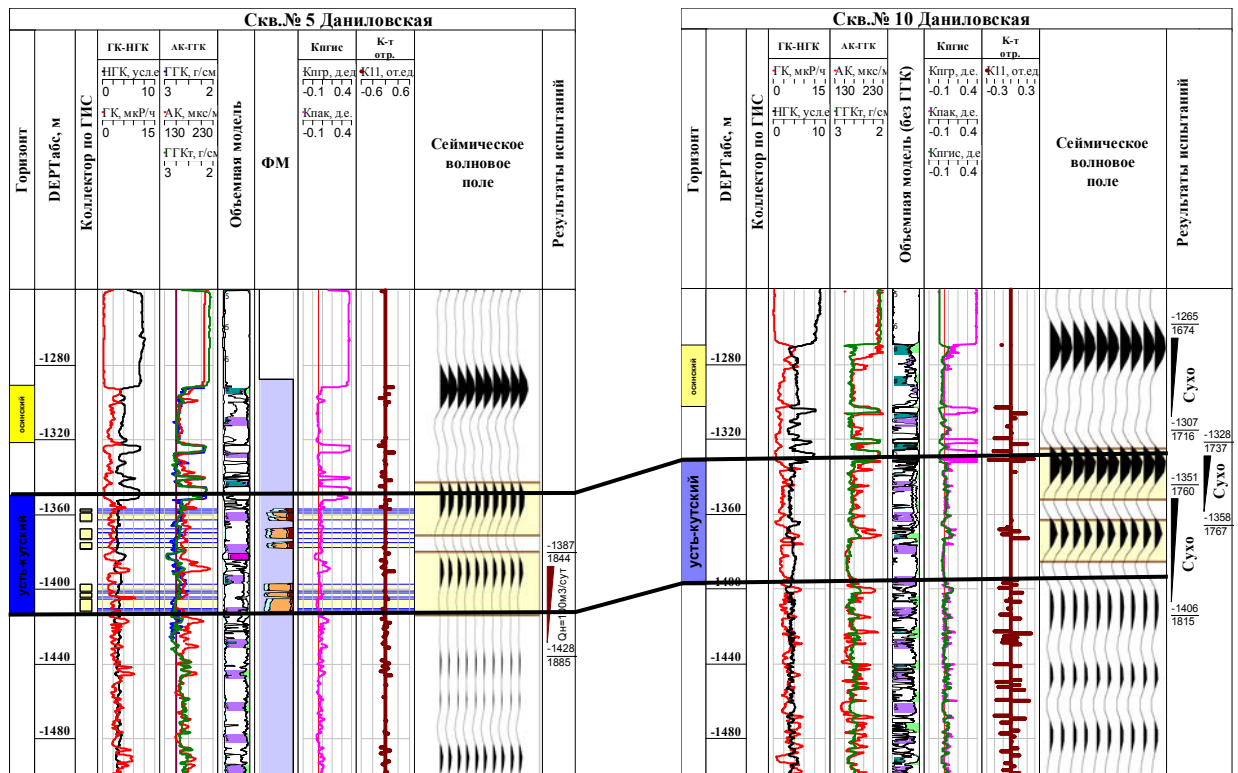 Скв.№ 5 Даниловская
Горизонт
DEPTабс, м
Коллектор по ГИС
ГК-НГК
НГК, усл.е
0 10
ГК, мкР/ч
0 15
АК-ГГК
ГГК, г/см
3 2
АК, мкс/м
130 230
ГГКт, г/см
3 2
Объемная модель
ФМ
Кпгис
Кпгр, д.ед
-0.1 0.4
Кпак, д.е.
-0.1 0.4
К-т
отр.
К11, от.ед
-0.6 0.6
Сеймическое
волновое
поле
Результаты испытаний
осинский
усть-кутский
-1280
-1320
-1360
-1400
-1440
-1480
-1387
1844
-1428
1885
Скв.№ 10 Даниловская
Горизонт
DEPTабс, м
Коллектор по ГИС
ГК-НГК
ГК, мкР/ч
0 15
НГК, усл.е
0 10
АК-ГГК
АК, мкс/м
130 230
ГГКт, г/см
3 2
Объемная модель (без ГГК)
Кпгис
Кпгр, д.е.
-0.1 0.4
Кпак, д.е.
-0.1 0.4
Кпгис, д.е
-0.1 0.4
К-т
отр.
К11, от.ед.
-0.3 0.3
Сеймическое
волновое
поле
Результаты испытаний
осинский
усть-кутский
-1280
-1320
-1360
-1400
-1440
-1480
-1265
1674
Сухо
-1307
1716
-1328
1737
Сухо
-1351
1760
-1358
1767
Сухо
-1406
1815